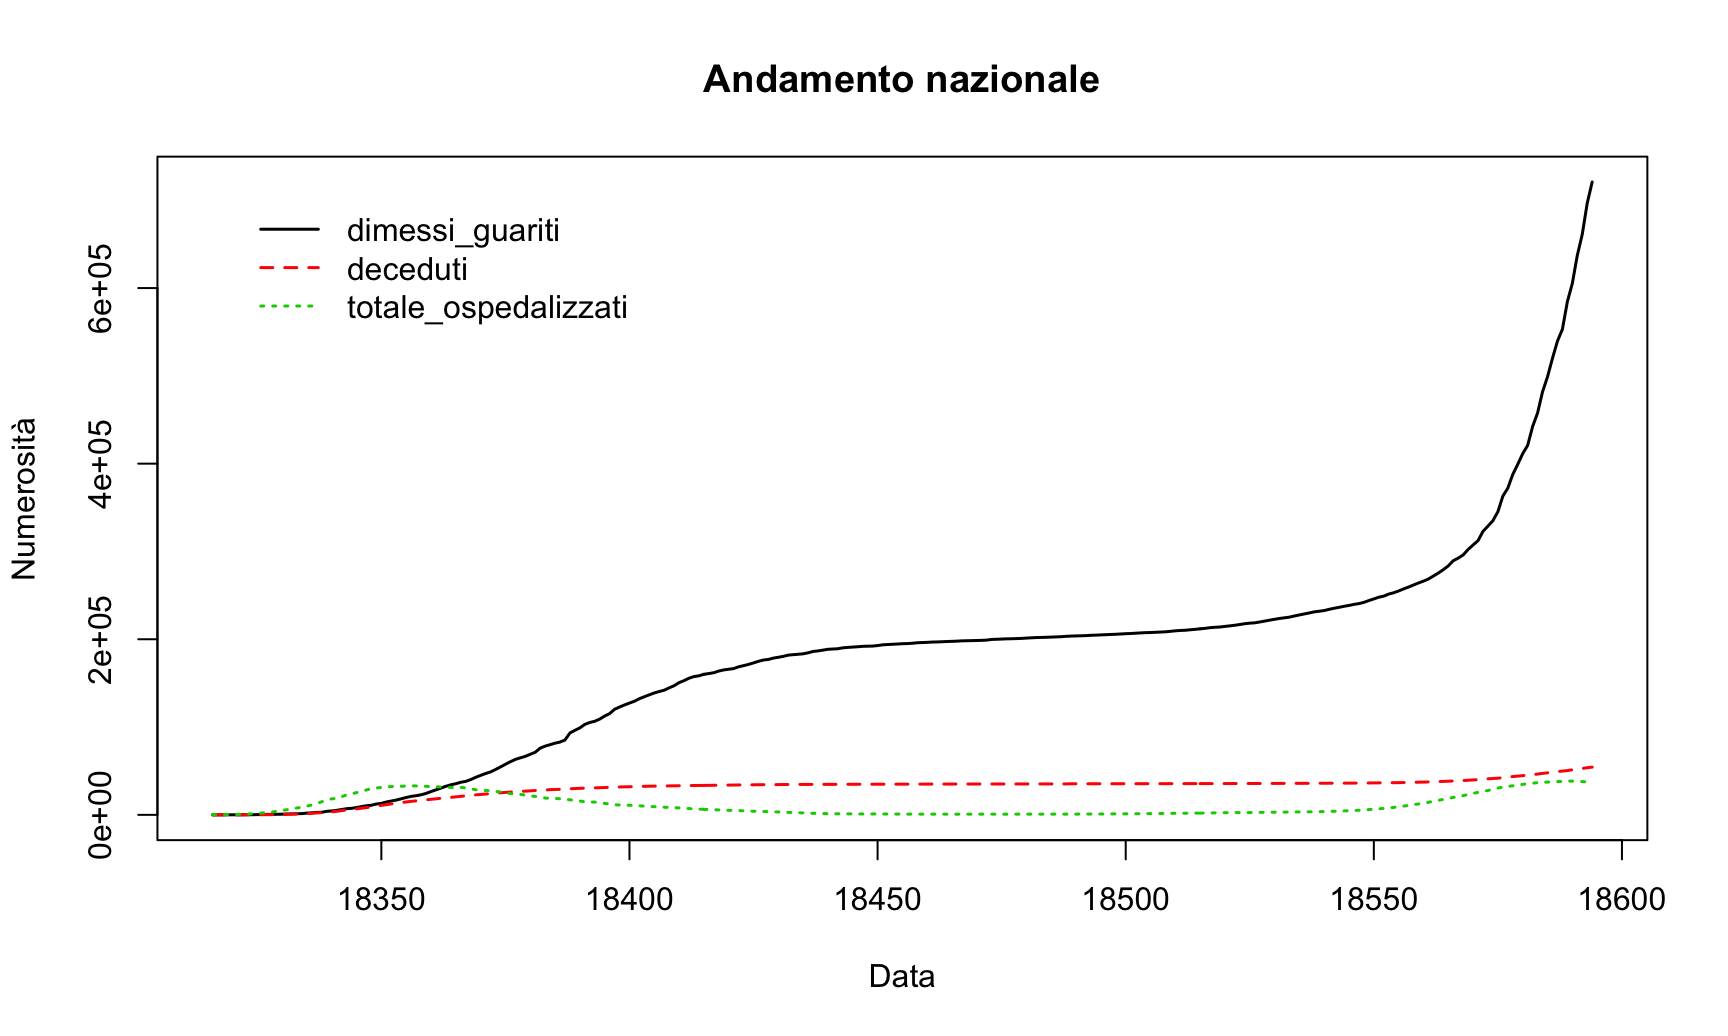 Andamento nazionale
dimessi_guariti
deceduti
totale_ospedalizzati
Numerosità
6e+05
4e+05
2e+05
0e+00
18350 18400 18450 18500 18550 18600
Data